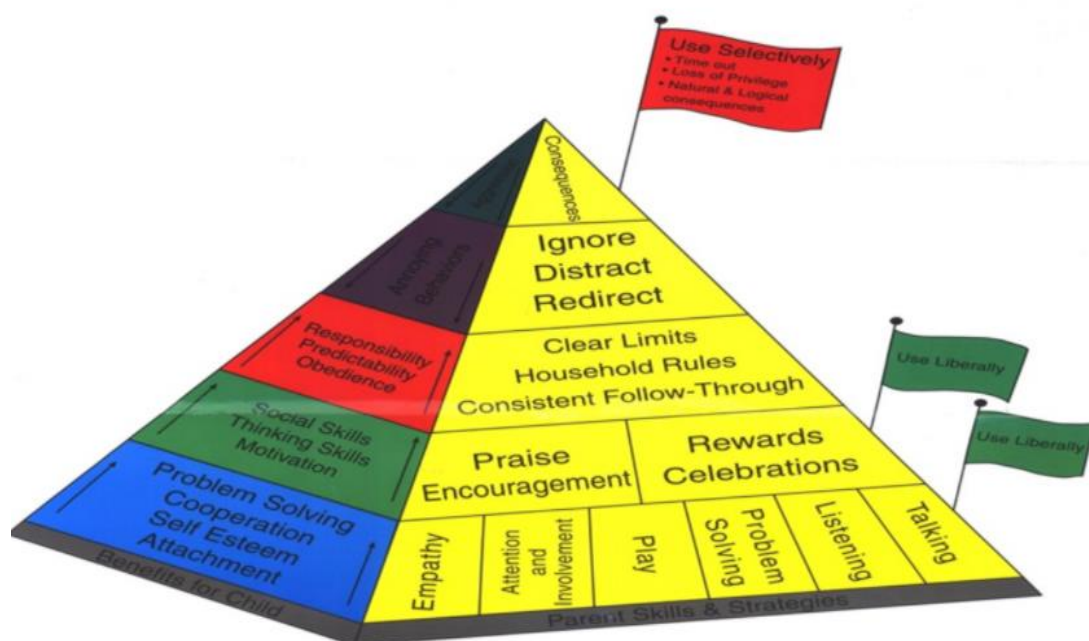 Use Selectively
• Time out
• Loss of Privilege
• Natural & Logical
consequences
Consequences
Annoying
Behaviors
Ignore
Distract
Redirect
Responsibility
Predictability
Obedience
Clear Limits
Household Rules
Consistent Follow-Through
Use Liberally
Use Liberally
Social Skills
Thinking Skills
Motivation
Praise
Encouragement
Rewards
Celebrations
Problem Solving
Cooperation
Self Esteem
Attachment
Empathy
Attention
and
Involvement
Play
Problem
Solving
Listening
Talking
Benefits for Child
Parent Skills & Strategies